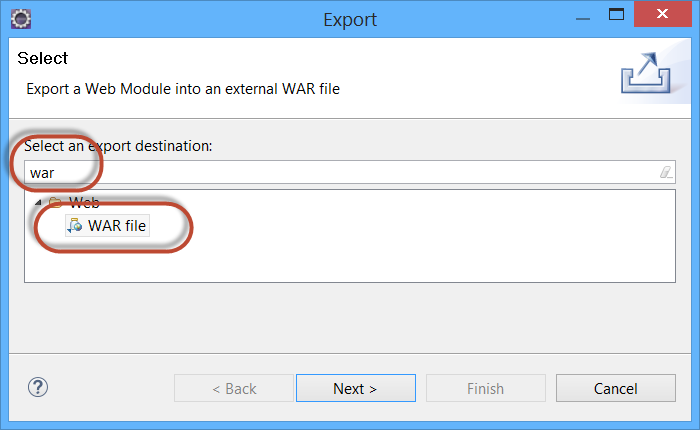 Export
Select
Export a Web Module into an external WAR file
Select an export destination:
war
Web
WAR file
?
< Back
Next >
Finish
Cancel